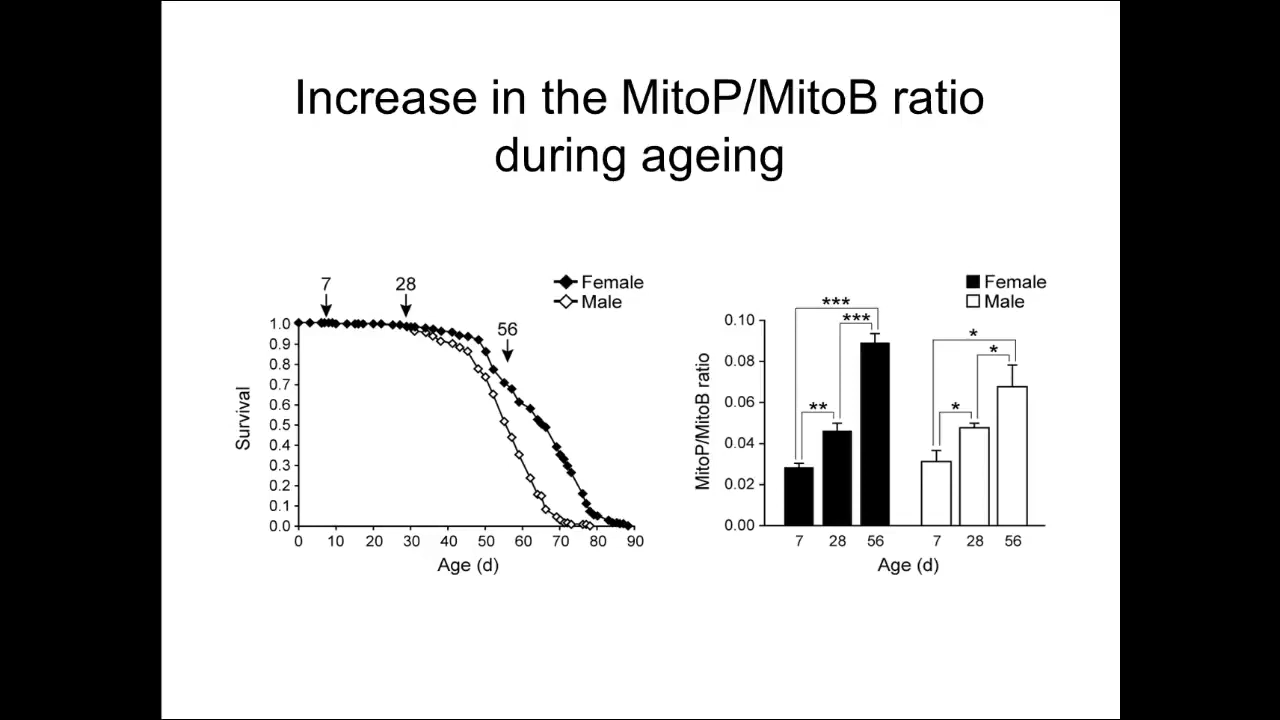 Increase in the MitoP/MitoB ratio
during ageing
7
28
56
Female
Male
1.0
0.9
0.8
0.7
0.6
0.5
0.4
0.3
0.2
0.1
0.0
Survival
0 10 20 30 40 50 60 70 80 90
Age (d)
Female
Male
***
***
**
*
*
*
0.10
0.08
0.06
0.04
0.02
0.00
MitoP/MitoB ratio
7 28 56 7 28 56
Age (d)